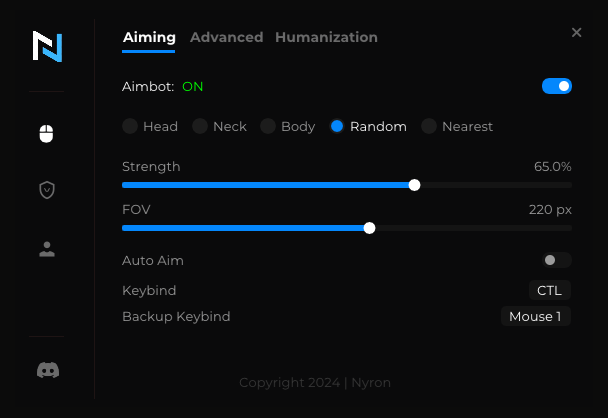 Aiming Advanced Humanization
Aimbot: ON
Head Neck Body Random Nearest
Strength 65.0%
FOV 220 px
Auto Aim
Keybind CTL
Backup Keybind Mouse 1
Copyright 2024 | Nyron